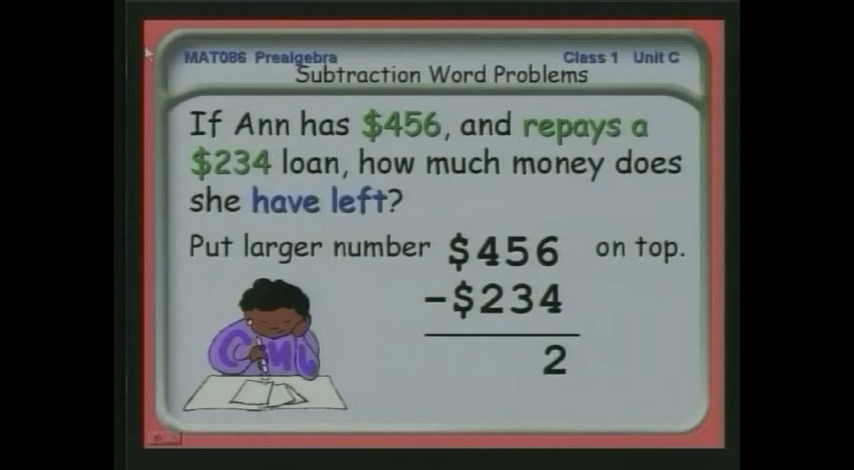 MAT086 Prealgebra Class 1 Unit C
Subtraction Word Problems
If Ann has $456, and repays a
$234 loan, how much money does
she have left?
Put larger number $456 on top.
-$234
2